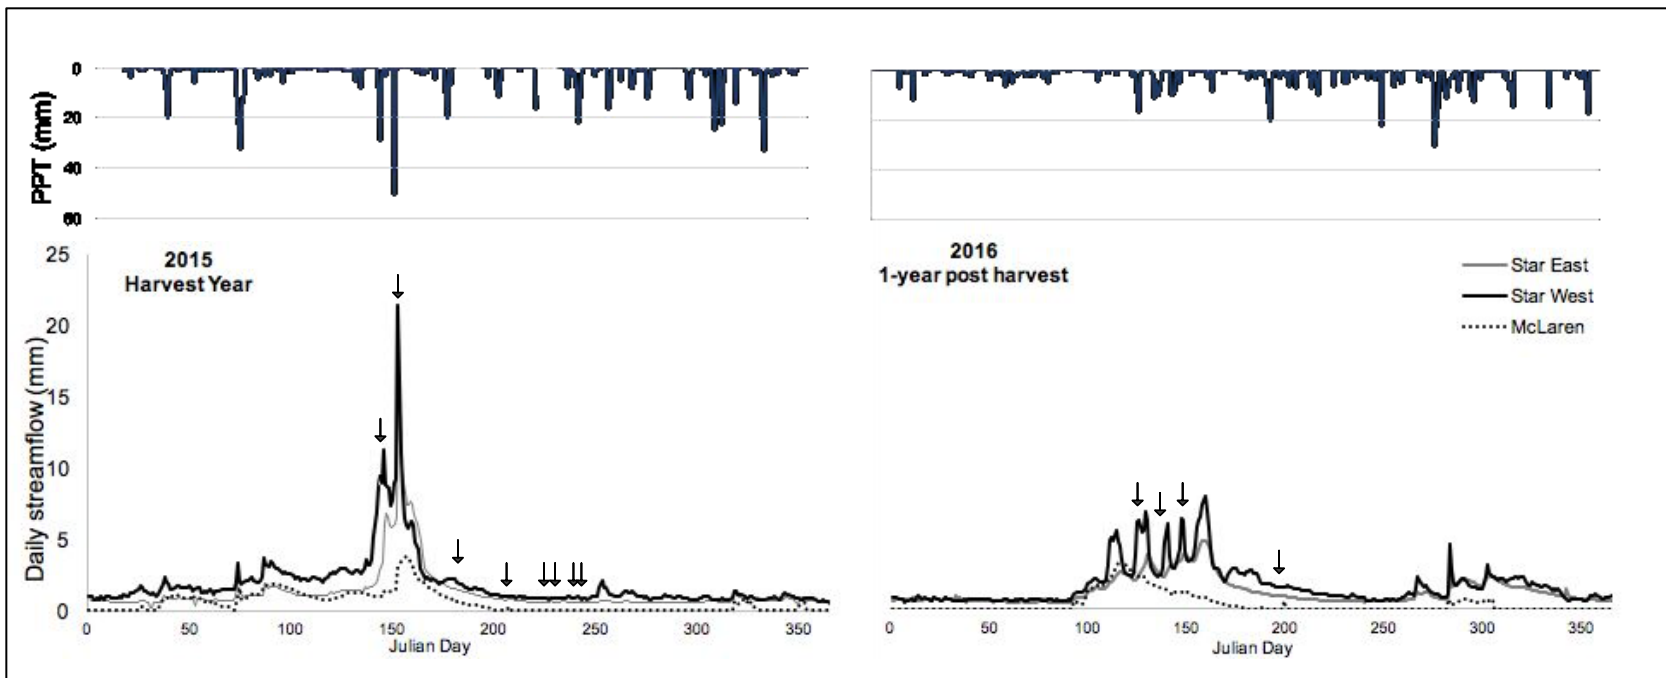 0
20
40
60
PPT (mm)
2015
Harvest Year
2016
1-year post harvest
Star East
Star West
McLaren
25
20
15
10
5
0
Daily streamflow (mm)
0 50 100 150 200 250 300 350
Julian Day
0 50 100 150 200 250 300 350
Julian Day